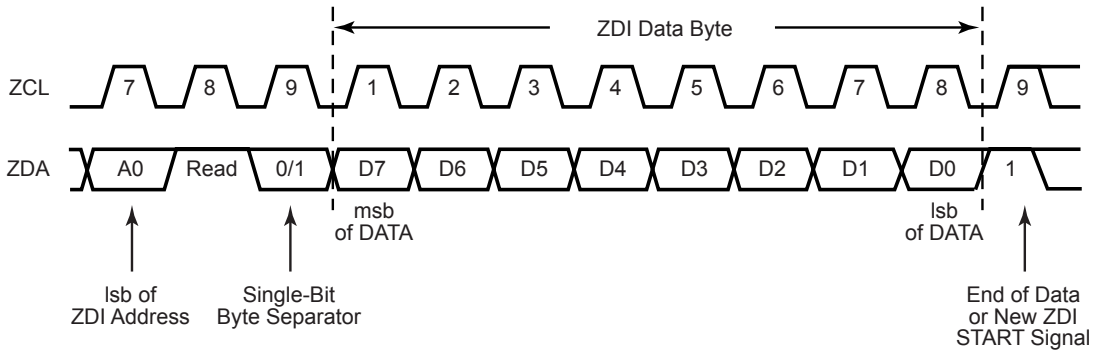 ZDI Data Byte
ZCL 7 8 9 1 2 3 4 5 6 7 8 9
ZDA A0 Read 0/1 D7 D6 D5 D4 D3 D2 D1 D0 1
msb
of DATA
lsb
of DATA
lsb of
ZDI Address
Single-Bit
Byte Separator
End of Data
or New ZDI
START Signal